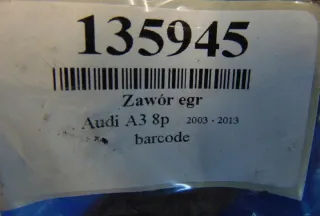 135945
Zawór egr
Audi A3 8p 2003 - 2013
barcode